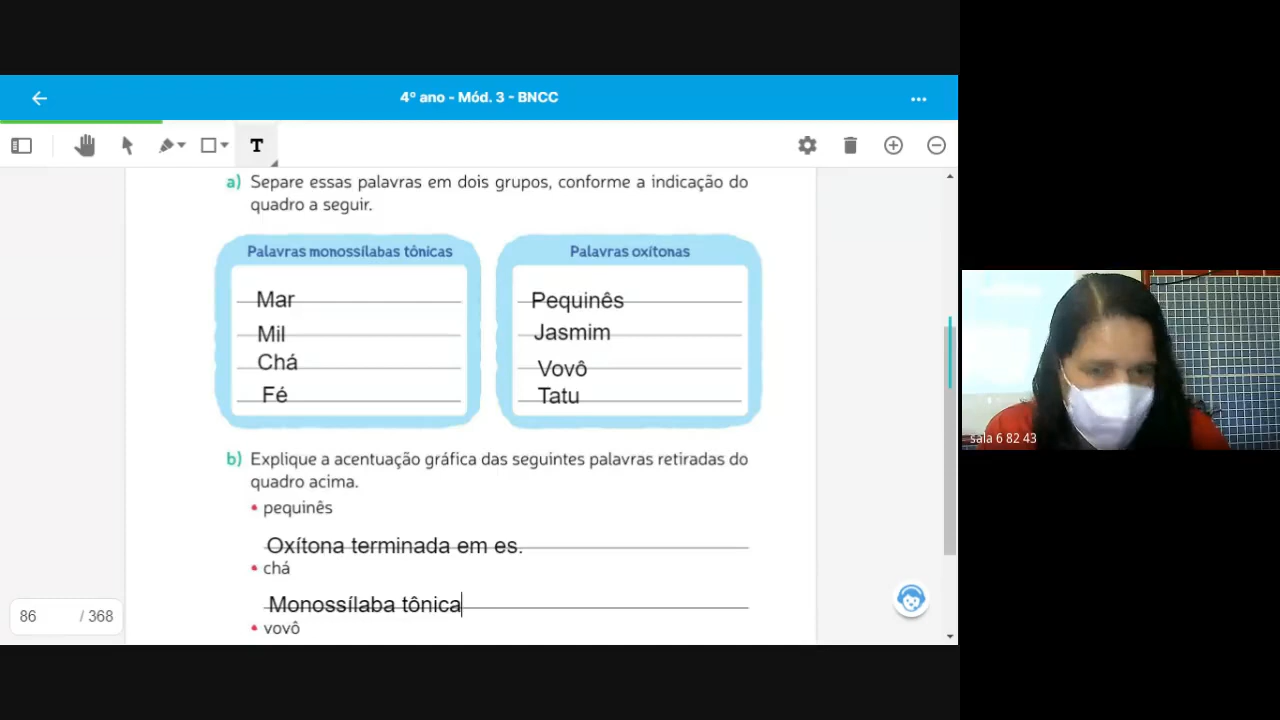 4º ano - Mód. 3 - BNCC
T
a) Separe essas palavras em dois grupos, conforme a indicação do
quadro a seguir.
Palavras monossílabas tônicas
Mar
Mil
Chá
Fé
Palavras oxítonas
Pequinês
Jasmim
Vovô
Tatu
b) Explique a acentuação gráfica das seguintes palavras retiradas do
quadro acima.
• pequinês
Oxítona terminada em es.
• chá
Monossílaba tônica
• vovô
86 / 368
sala 6 82 43